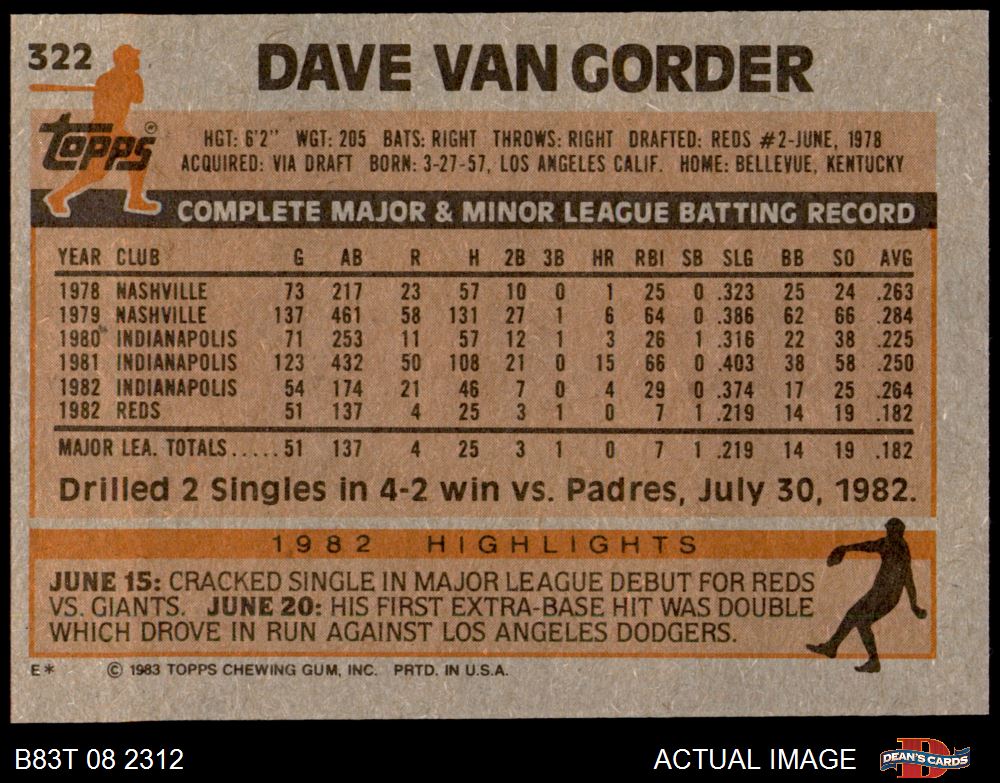 322
DAVE VAN GORDER
Topps®
HGT: 6'2" WGT: 205 BATS: RIGHT THROWS: RIGHT DRAFTED: REDS #2-JUNE, 1978
ACQUIRED: VIA DRAFT BORN: 3-27-57, LOS ANGELES CALIF. HOME: BELLEVUE, KENTUCKY
COMPLETE MAJOR & MINOR LEAGUE BATTING RECORD
YEAR CLUB G AB R H 2B 3B HR RBI SB SLG BB SO AVG
1978 NASHVILLE 73 217 23 57 10 0 1 25 0 .323 25 24 .263
1979 NASHVILLE 137 461 58 131 27 1 6 64 0 .386 62 66 .284
1980 INDIANAPOLIS 71 253 11 57 12 1 3 26 1 .316 22 38 .225
1981 INDIANAPOLIS 123 432 50 108 21 0 15 66 0 .403 38 58 .250
1982 INDIANAPOLIS 54 174 21 46 7 0 4 29 0 .374 17 25 .264
1982 REDS 51 137 4 25 3 1 0 7 1 .219 14 19 .182
MAJOR LEA. TOTALS.....51 137 4 25 3 1 0 7 1 .219 14 19 .182
Drilled 2 Singles in 4-2 win vs. Padres, July 30, 1982.
1982 HIGHLIGHTS
JUNE 15: CRACKED SINGLE IN MAJOR LEAGUE DEBUT FOR REDS
VS. GIANTS. JUNE 20: HIS FIRST EXTRA-BASE HIT WAS DOUBLE
WHICH DROVE IN RUN AGAINST LOS ANGELES DODGERS.
E* © 1983 TOPPS CHEWING GUM, INC. PRTD. IN U.S.A.
B83T 08 2312 ACTUAL IMAGE DEAN'S CARDS